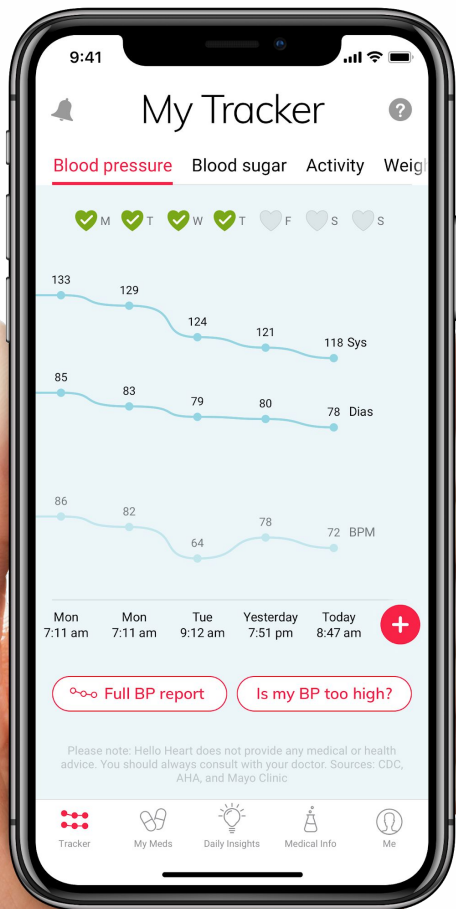 9:41
My Tracker
?
Blood pressure Blood sugar Activity Weig
M T W T F S S
133 129 124 121 118 Sys
85 83 79 80 78 Dias
86 82 64 78 72 BPM
Mon Mon Tue Yesterday Today
7:11 am 7:11 am 9:12 am 7:51 pm 8:47 am
+
Full BP report Is my BP too high?
Please note: Hello Heart does not provide any medical or health
advice. You should always consult with your doctor. Sources: CDC,
AHA, and Mayo Clinic
Tracker My Meds Daily Insights Medical Info Me